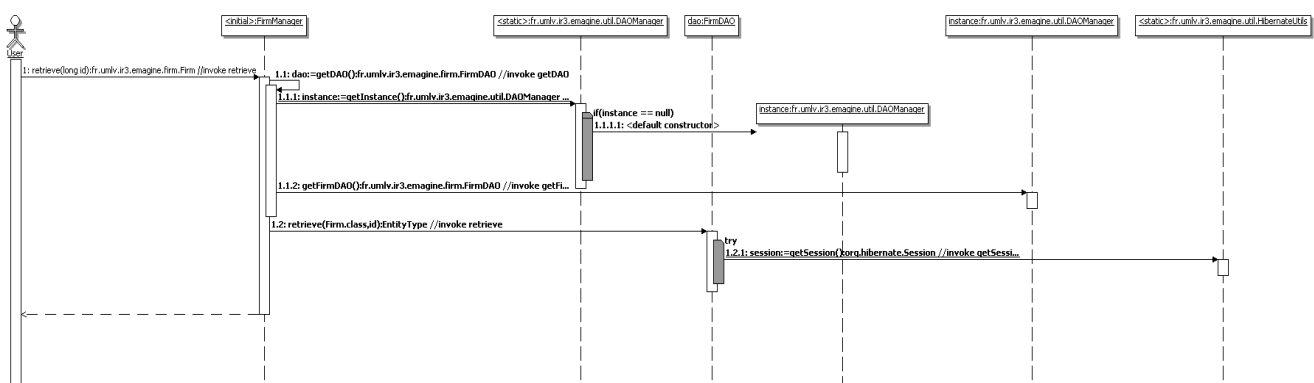 <initial>:FirmManager
<static>:fr.umlv.ir3.emagine.util.DAOManager
dao:FirmDAO
instance:fr.umlv.ir3.emagine.util.DAOManager
<static>:fr.umlv.ir3.emagine.util.HibernateUtils
User
1: retrieve(long id):fr.umlv.ir3.emagine.firm.Firm //invoke retrieve
1.1: dao:=getDAO():fr.umlv.ir3.emagine.firm.FirmDAO //invoke getDAO
1.1.1: instance:=getInstance():fr.umlv.ir3.emagine.util.DAOManager ...
if(instance == null)
1.1.1.1: <default constructor>
instance:fr.umlv.ir3.emagine.util.DAOManager
1.1.2: getFirmDAO():fr.umlv.ir3.emagine.firm.FirmDAO //invoke getFi...
1.2: retrieve(Firm.class,id):EntityType //invoke retrieve
try
1.2.1: session:=getSession():org.hibernate.Session //invoke getSessi...